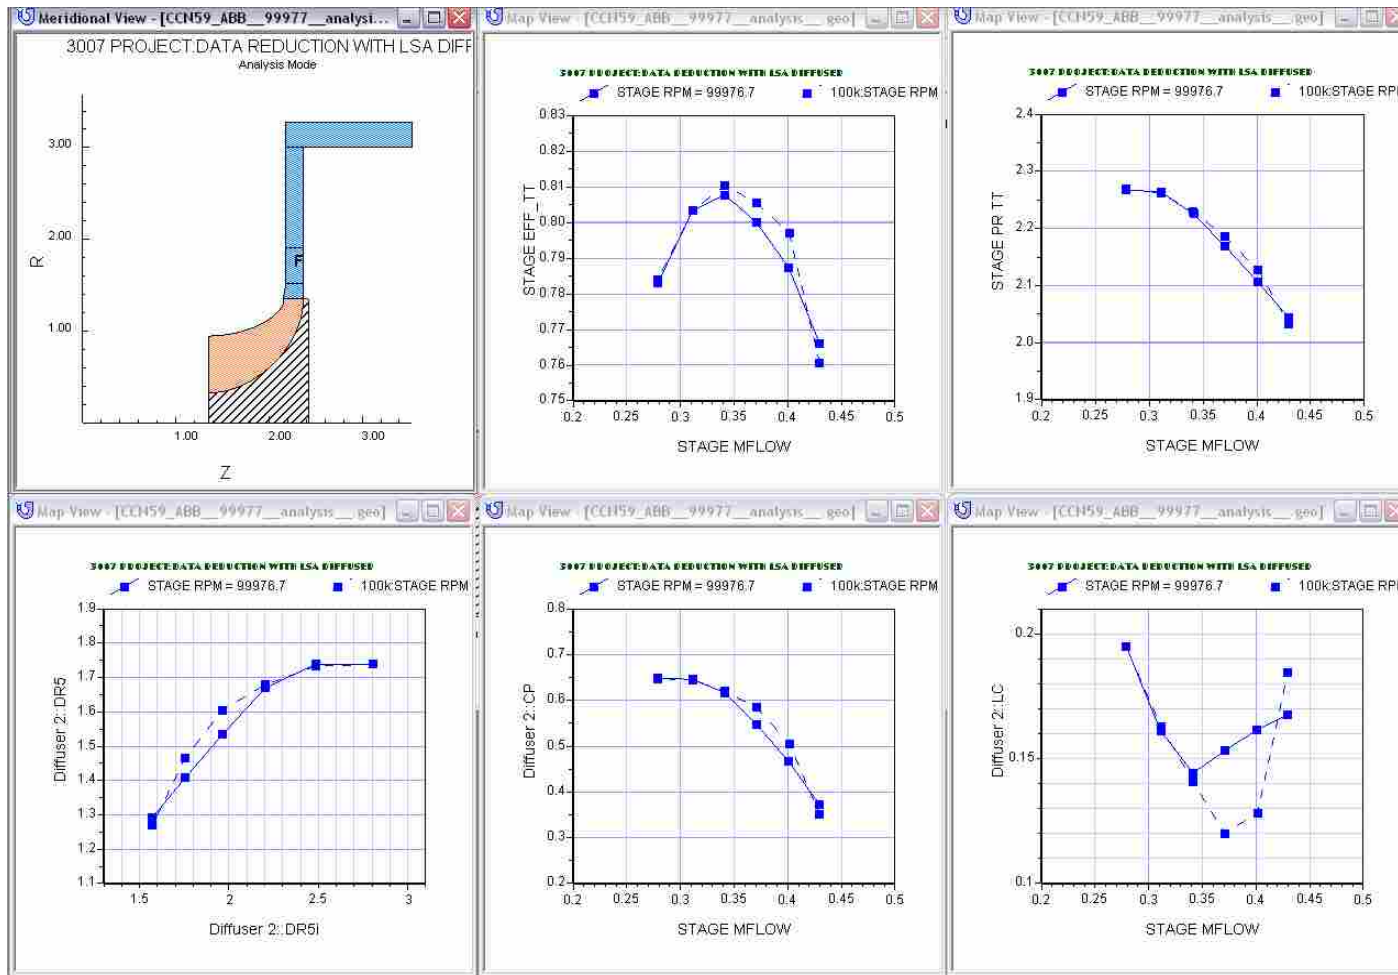 Meridional View - [CCN59_ABB__99977__analysi...
3007 PROJECT:DATA REDUCTION WITH LSA DIFF
Analysis Mode
3.00
2.00
R
F
1.00
1.00 2.00 3.00
Z
Map View - [CCN59_ABB__99977__analysis__.geo]
3007 PROJECT:DATA REDUCTION WITH LSA DIFFUSED
STAGE RPM = 99976.7 100k:STAGE RPM
0.83
0.82
0.81
0.80
0.79
0.78
0.77
0.76
0.75
STAGE EFF_TT
0.2 0.25 0.3 0.35 0.4 0.45 0.5
STAGE MFLOW
Map View - [CCN59_ABB__99977__analysis__.geo]
3007 PROJECT:DATA REDUCTION WITH LSA DIFFUSED
STAGE RPM = 99976.7 100k:STAGE RPM
2.4
2.3
2.2
2.1
2.0
1.9
STAGE PR TT
0.2 0.25 0.3 0.35 0.4 0.45 0.5
STAGE MFLOW
Map View - [CCN59_ABB__99977__analysis__.geo]
3007 PROJECT:DATA REDUCTION WITH LSA DIFFUSED
STAGE RPM = 99976.7 100k:STAGE RPM
1.9
1.8
1.7
1.6
1.5
1.4
1.3
1.2
1.1
Diffuser 2::DR5
1.5 2 2.5 3
Diffuser 2::DR5i
Map View - [CCN59_ABB__99977__analysis__.geo]
3007 PROJECT:DATA REDUCTION WITH LSA DIFFUSED
STAGE RPM = 99976.7 100k:STAGE RPM
0.8
0.7
0.6
0.5
0.4
0.3
0.2
Diffuser 2::CP
0.2 0.25 0.3 0.35 0.4 0.45 0.5
STAGE MFLOW
Map View - [CCN59_ABB__99977__analysis__.geo]
3007 PROJECT:DATA REDUCTION WITH LSA DIFFUSED
STAGE RPM = 99976.7 100k:STAGE RPM
0.2
0.15
0.1
Diffuser 2::LC
0.2 0.25 0.3 0.35 0.4 0.45 0.5
STAGE MFLOW